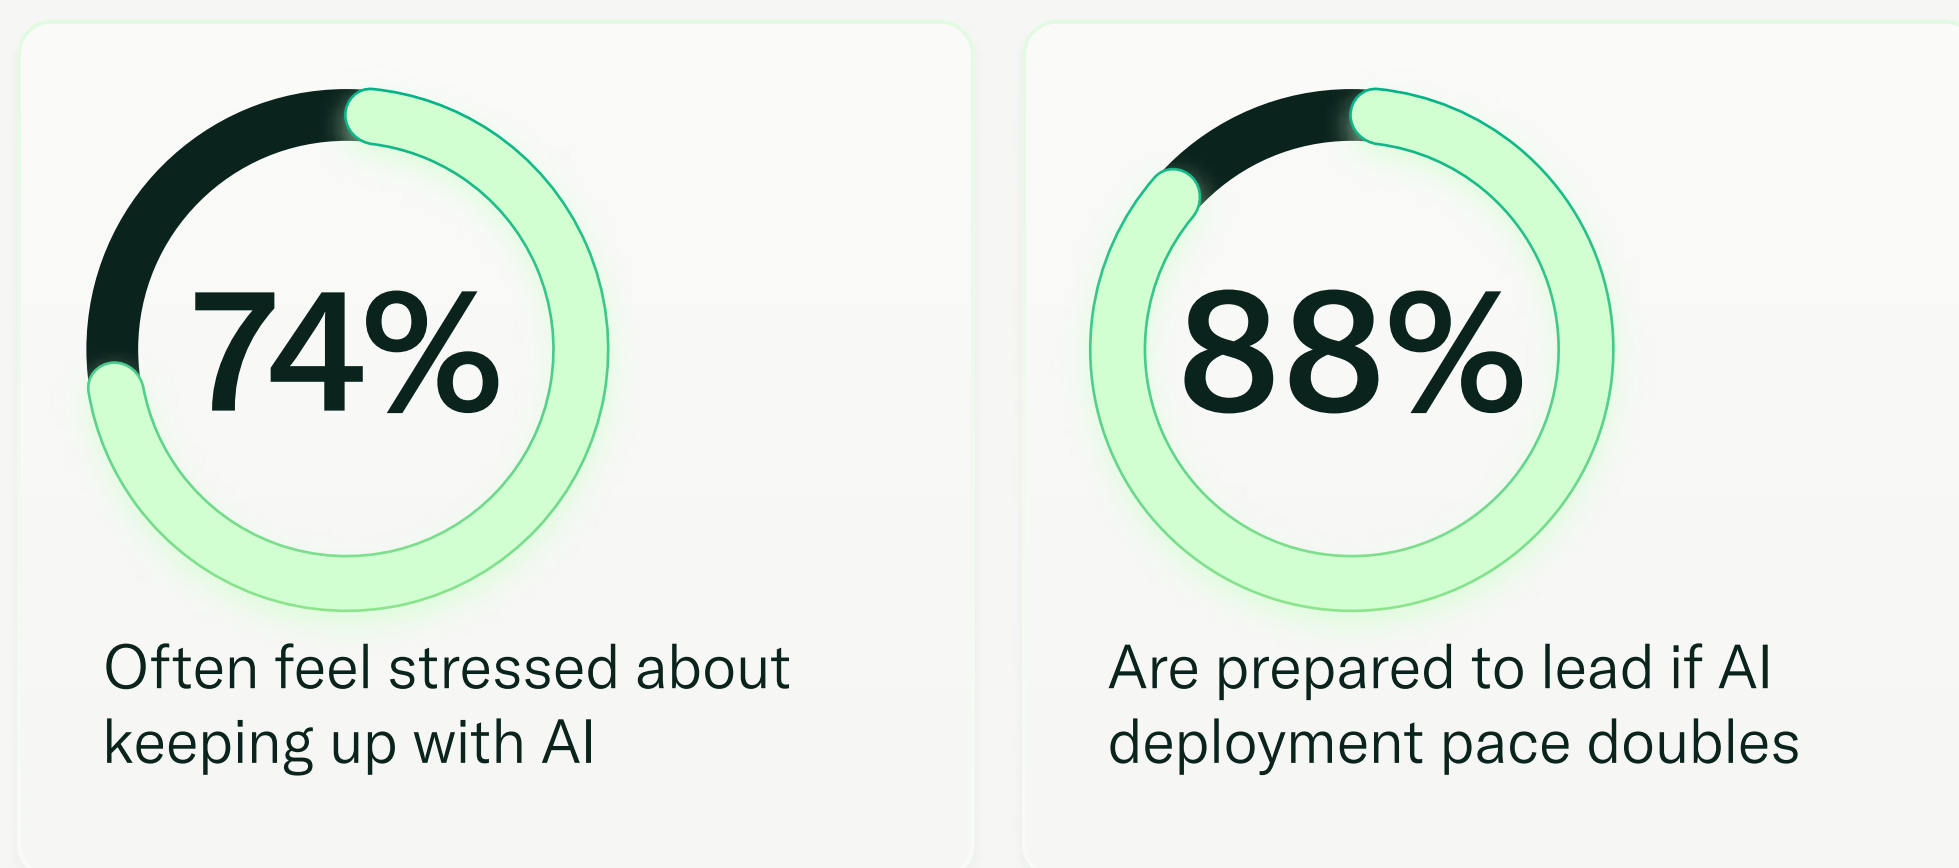 74%
Often feel stressed about
keeping up with AI
88%
Are prepared to lead if AI
deployment pace doubles